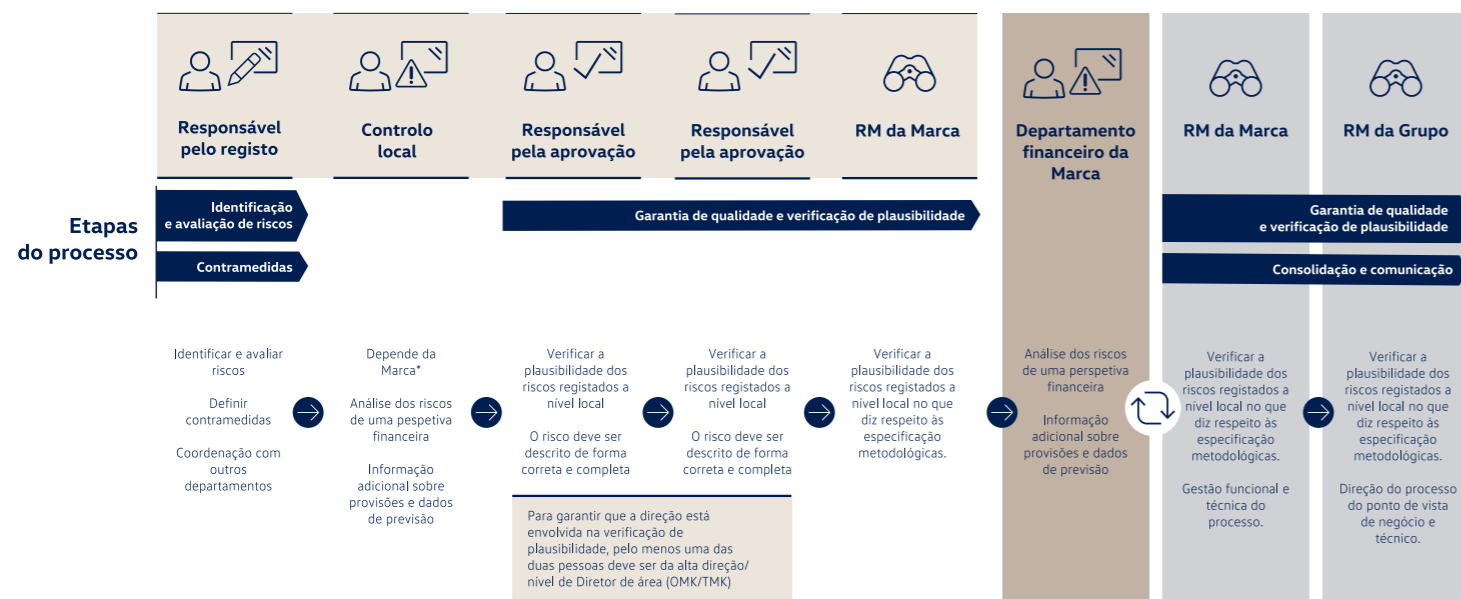 Responsável
pelo registo
Controlo
local
Responsável
pela aprovação
Responsável
pela aprovação
RM da Marca
Departamento
financeiro da
Marca
RM da Marca
RM da Grupo
Etapas
do processo
Identificação
e avaliação de riscos
Contramedidas
Garantia de qualidade e verificação de plausibilidade
Garantia de qualidade
e verificação de plausibilidade
Consolidação e comunicação
Identificar e avaliar
riscos
Definir
contramedidas
Coordenação com
outros
departamentos
Depende da
Marca*
Análise dos riscos
de uma pespetiva
financeira
Informação
adicional sobre
provisões e dados
de previsão
Verificar a
plausibilidade dos
riscos registados a
nível local
O risco deve ser
descrito de forma
correta e completa
Verificar a
plausibilidade dos
riscos registados a
nível local
O risco deve ser
descrito de forma
correta e completa
Para garantir que a direção está
envolvida na verificação de
plausibilidade, pelo menos uma das
duas pessoas deve ser da alta direção/
nível de Diretor de área (OMK/TMK)
Verificar a
plausibilidade dos
riscos registados a
nível local no que
diz respeito às
especificação
metodológicas.
Análise dos riscos
de uma perspetiva
financeira
Informação
adicional sobre
provisões e dados
de previsão
Verificar a
plausibilidade dos
riscos registados a
nível local no que
diz respeito às
especificação
metodológicas.
Gestão funcional e
técnica do
processo.
Verificar a
plausibilidade dos
riscos registados a
nível local no que
diz respeito às
especificação
metodológicas.
Direção do processo
do ponto de vista
de negócio e
técnico.